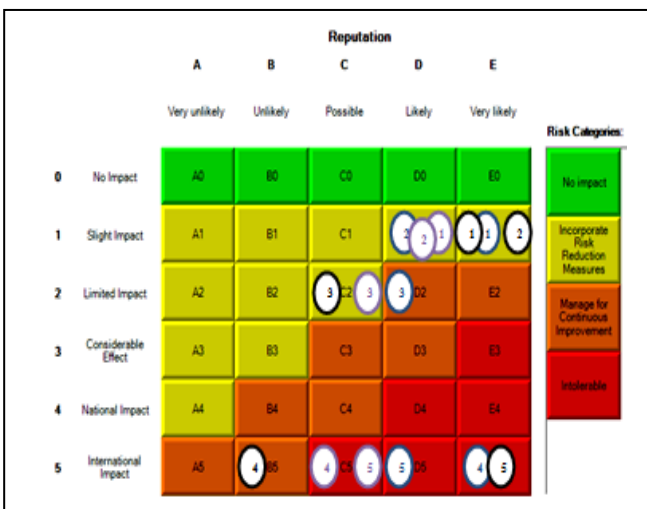 Reputation
A B C D E
Very unlikely Unlikely Possible Likely Very likely
Risk Categories:
0 No Impact A0 B0 C0 D0 E0 No impact
1 Slight Impact A1 B1 C1 2 2 1 1 1 2
Incorporate
Risk
Reduction
Measures
2 Limited Impact A2 B2 3 C2 3 3 D2 E2
Manage for
Continuous
Improvement
3 Considerable
Effect A3 B3 C3 D3 E3
Intolerable
4 National Impact A4 B4 C4 D4 E4
5 International
Impact A5 4 B5 4 C5 5 5 D5 4 5